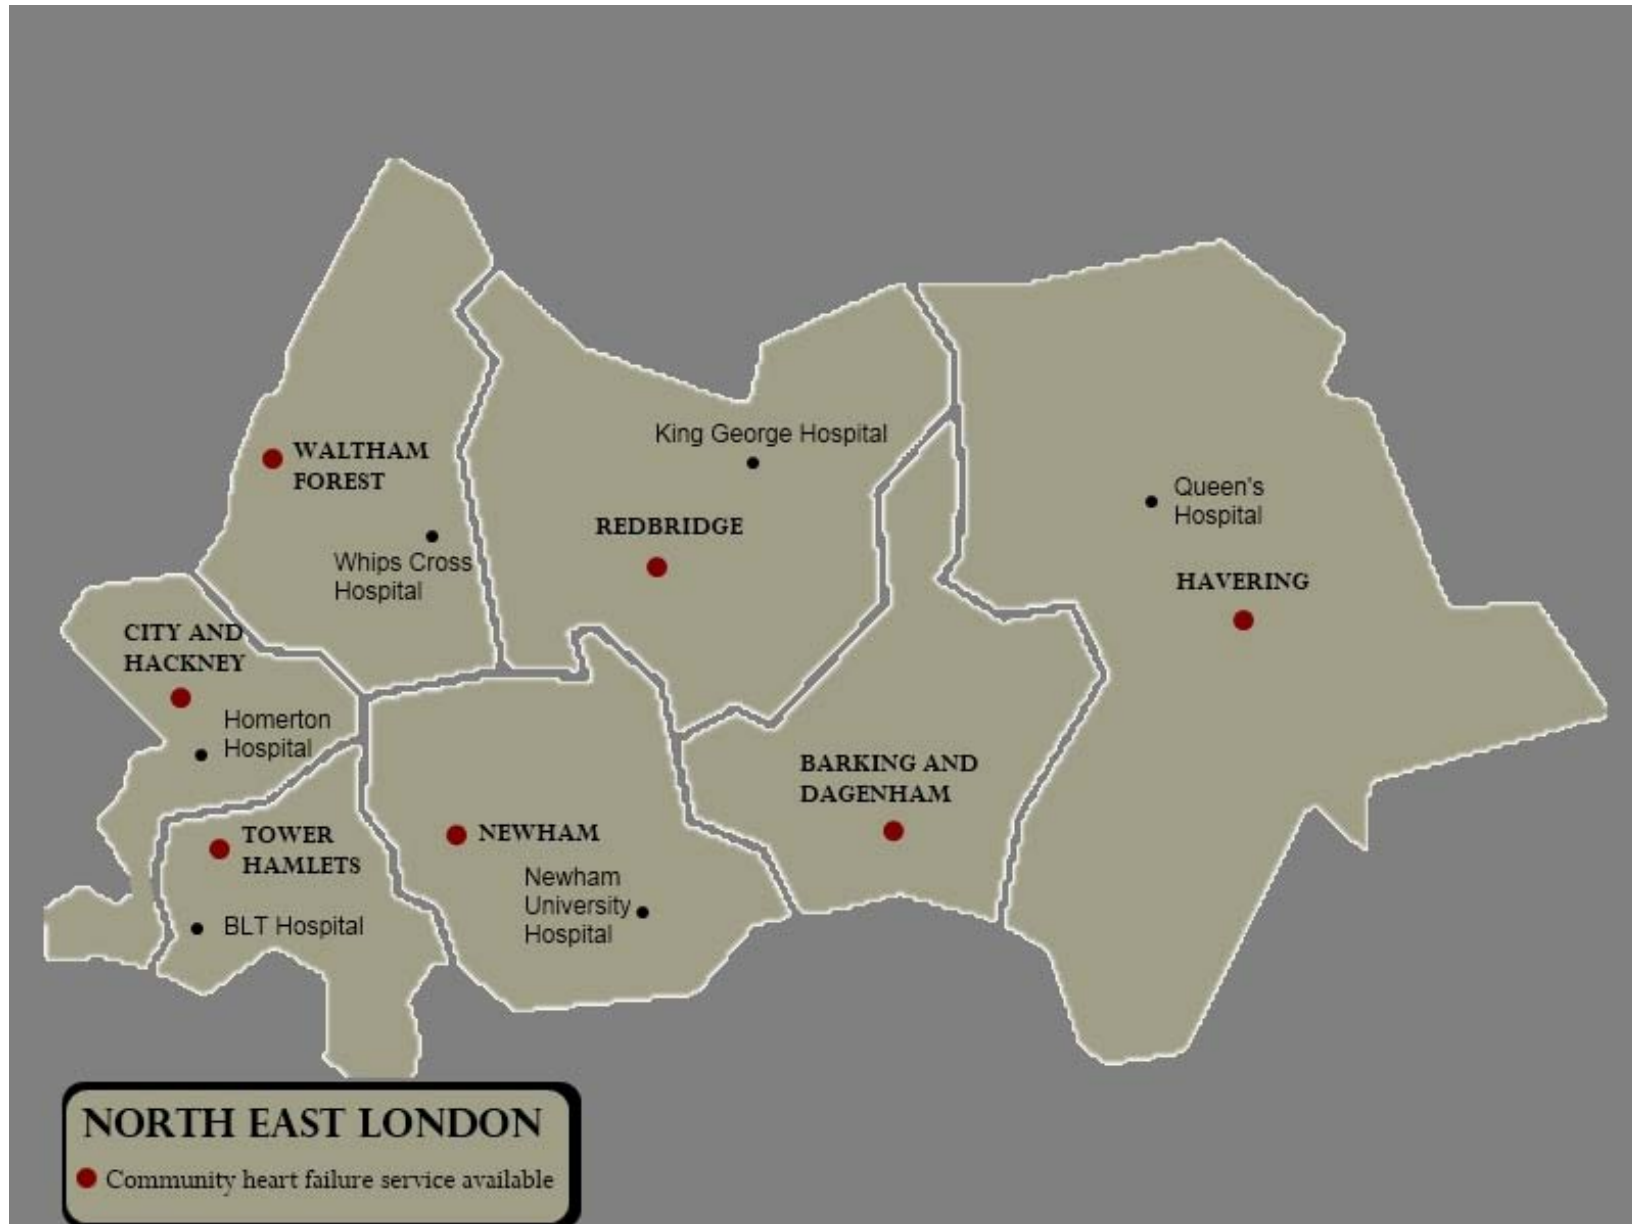 King George Hospital
WALTHAM
FOREST
Queen's
Hospital
REDBRIDGE
Whips Cross
Hospital
HAVERING
CITY AND
HACKNEY
Homerton
Hospital
BARKING AND
DAGENHAM
TOWER
HAMLETS
NEWHAM
Newham
University
Hospital
BLT Hospital
NORTH EAST LONDON
Community heart failure service available